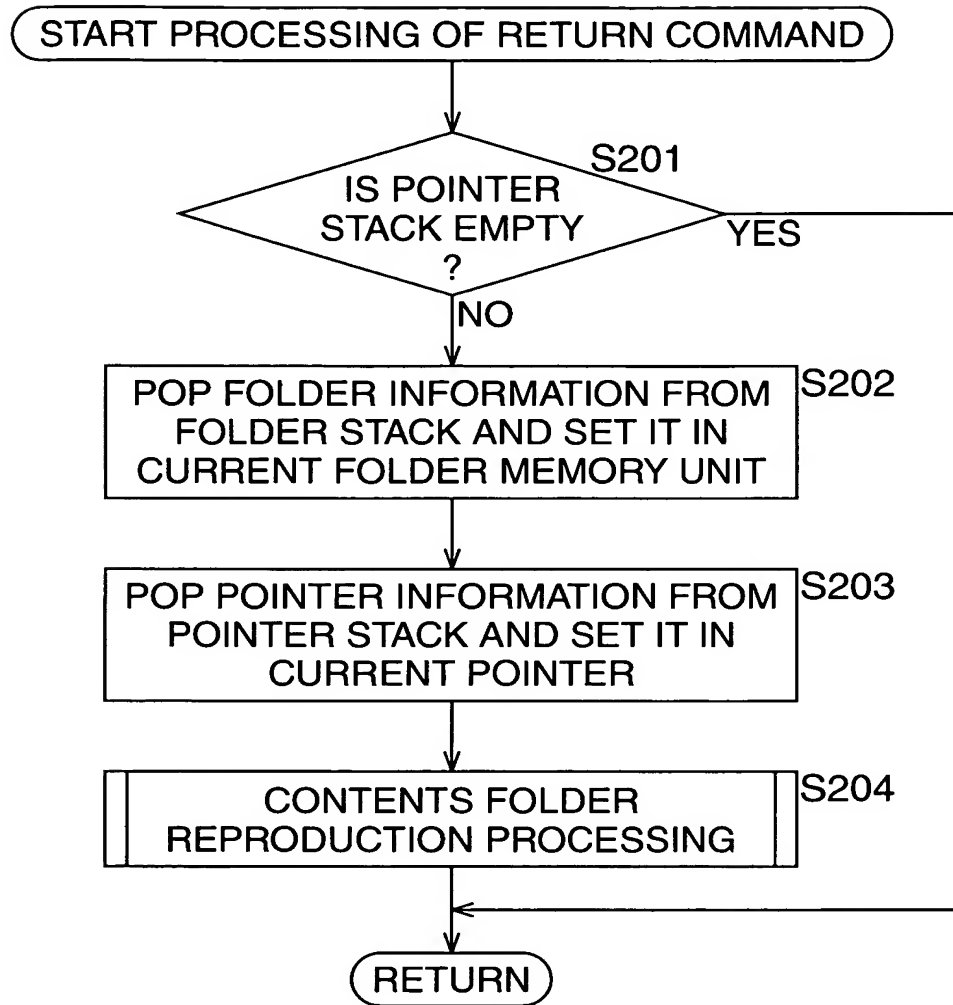 START PROCESSING OF RETURN COMMAND
S201
IS POINTER
STACK EMPTY
?
YES
NO
S202
POP FOLDER INFORMATION FROM
FOLDER STACK AND SET IT IN
CURRENT FOLDER MEMORY UNIT
S203
POP POINTER INFORMATION FROM
POINTER STACK AND SET IT IN
CURRENT POINTER
S204
CONTENTS FOLDER
REPRODUCTION PROCESSING
RETURN